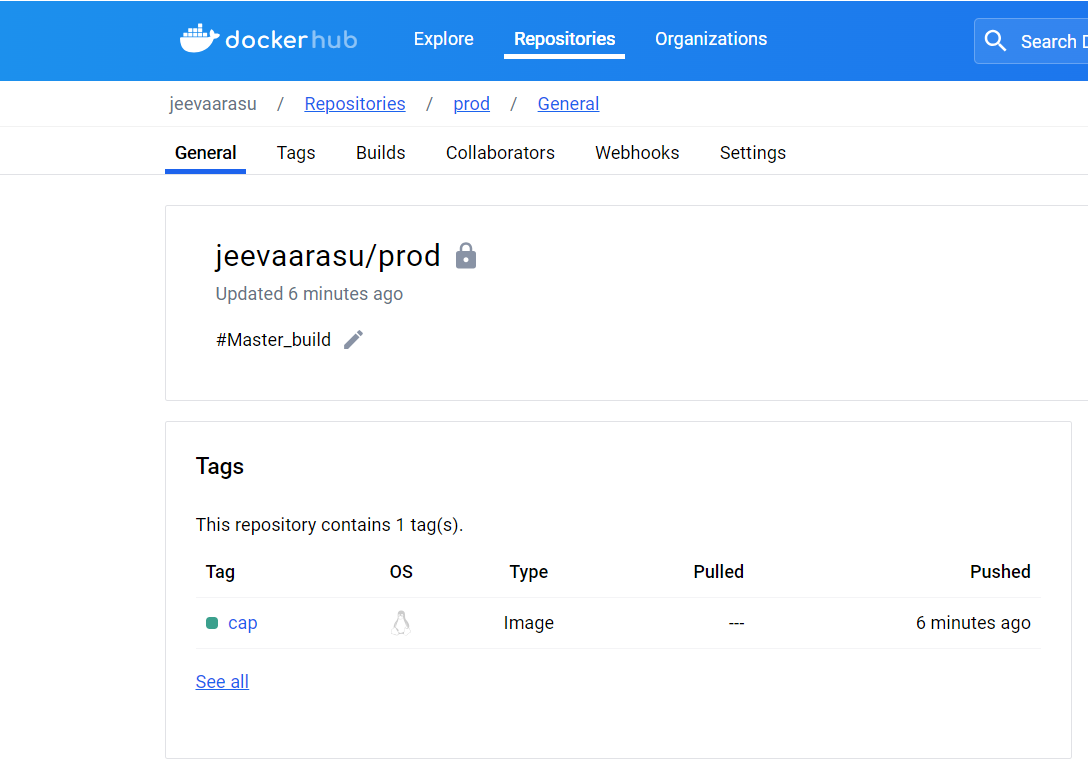 dockerhub Explore Repositories Organizations Search D
jeevaarasu / Repositories / prod / General
General Tags Builds Collaborators Webhooks Settings
jeevaarasu/prod
Updated 6 minutes ago
#Master_build
Tags
This repository contains 1 tag(s).
Tag OS Type Pulled Pushed
cap Image --- 6 minutes ago
See all